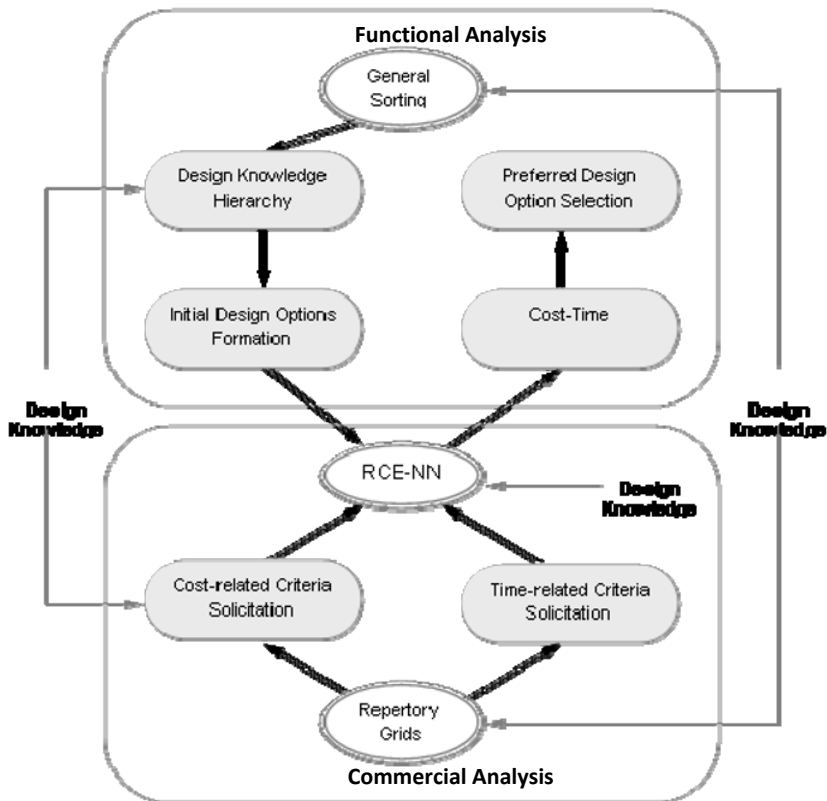 Functional Analysis
General
Sorting
Design Knowledge
Hierarchy
Preferred Design
Option Selection
Initial Design Options
Formation
Cost-Time
Design
Knowledge
Design
Knowledge
RCE-NN
Design
Knowledge
Cost-related Criteria
Solicitation
Time-related Criteria
Solicitation
Repertory
Grids
Commercial Analysis